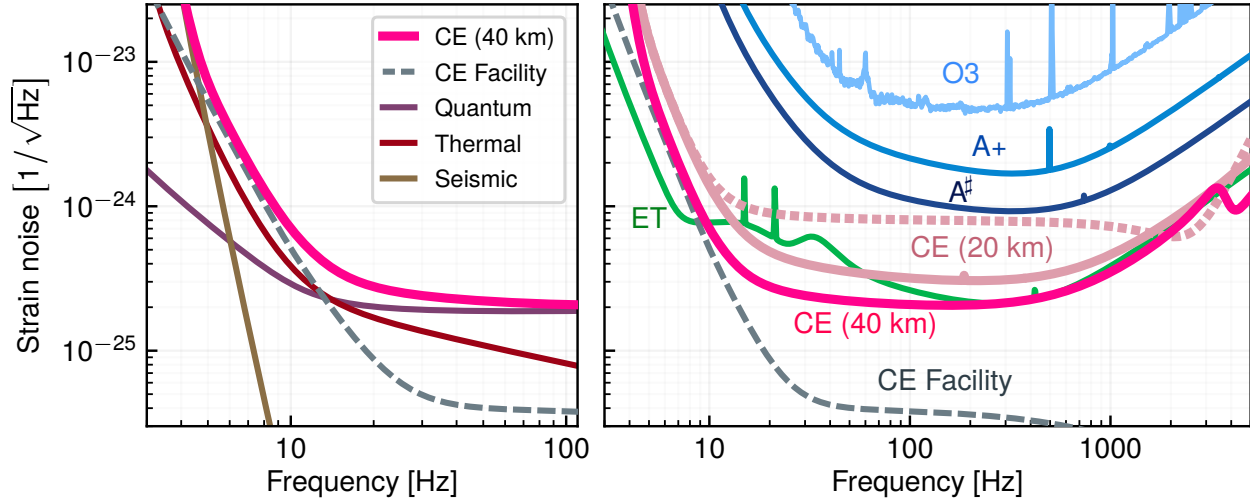 Strain noise [1/√Hz]
10⁻²³
10⁻²⁴
10⁻²⁵
CE (40 km)
CE Facility
Quantum
Thermal
Seismic
10
100
Frequency [Hz]
O3
A+
A♯
ET
CE (20 km)
CE (40 km)
CE Facility
10
100
1000
Frequency [Hz]